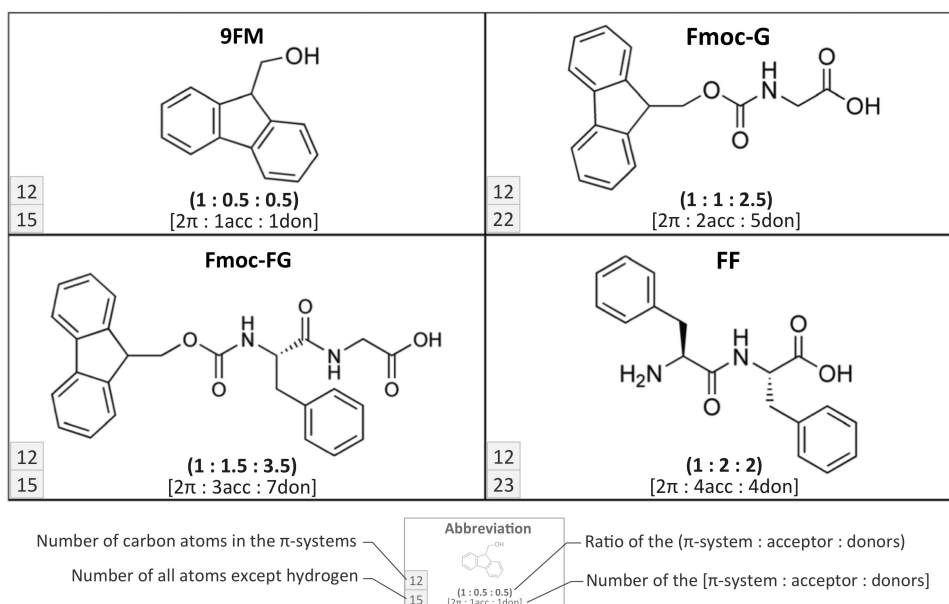 9FM
OH
12
15
(1 : 0.5 : 0.5)
[2π : 1acc : 1don]
Fmoc-G
O
H
N
O
OH
O
12
22
(1 : 1 : 2.5)
[2π : 2acc : 5don]
Fmoc-FG
O
H
N
O
O
N
H
O
OH
12
15
(1 : 1.5 : 3.5)
[2π : 3acc : 7don]
FF
H₂N
O
H
N
O
OH
12
23
(1 : 2 : 2)
[2π : 4acc : 4don]
Abbreviation
OH
Number of carbon atoms in the π-systems
12
(1 : 0.5 : 0.5)
Ratio of the (π-system : acceptor : donors)
Number of all atoms except hydrogen
15
[2π : 1acc : 1don]
Number of the [π-system : acceptor : donors]